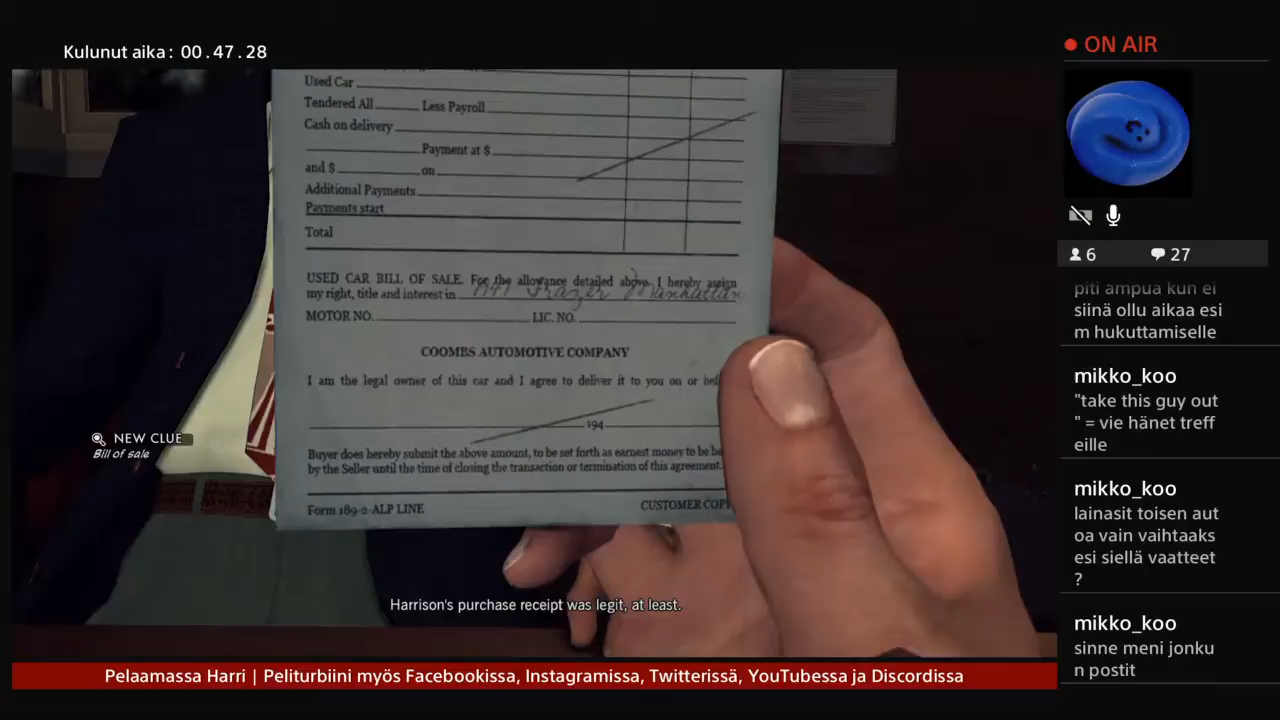 Kulunut aika: 00.47.28
ON AIR
Used Car
Tendered All Less Payroll
Cash on delivery
Payment at $
and $ on
Additional Payments
Payments start
Total
USED CAR BILL OF SALE. For the allowance detailed above, I hereby assign
my right, title and interest in 1947 Frazer Manhattan
MOTOR NO. LIC. NO.
COOMBS AUTOMOTIVE COMPANY
I am the legal owner of this car and I agree to deliver it to you on or bef
194
Buyer does hereby submit the above amount, to be set forth as earnest money to be he
by the Seller until the time of closing the transaction or termination of this agreement.
Form 189-2-ALP LINE CUSTOMER COPY
NEW CLUE
Bill of sale
Harrison's purchase receipt was legit, at least.
Pelaamassa Harri | Peliturbiini myös Facebookissa, Instagramissa, Twitterissä, YouTubessa ja Discordissa
6 27
piti ampua kun ei
siinä ollu aikaa esi
m hukuttamiselle
mikko_koo
"take this guy out
" = vie hänet treff
eille
mikko_koo
lainasit toisen aut
oa vain vaihtaaks
esi siellä vaatteet
?
mikko_koo
sinne meni jonku
n postit